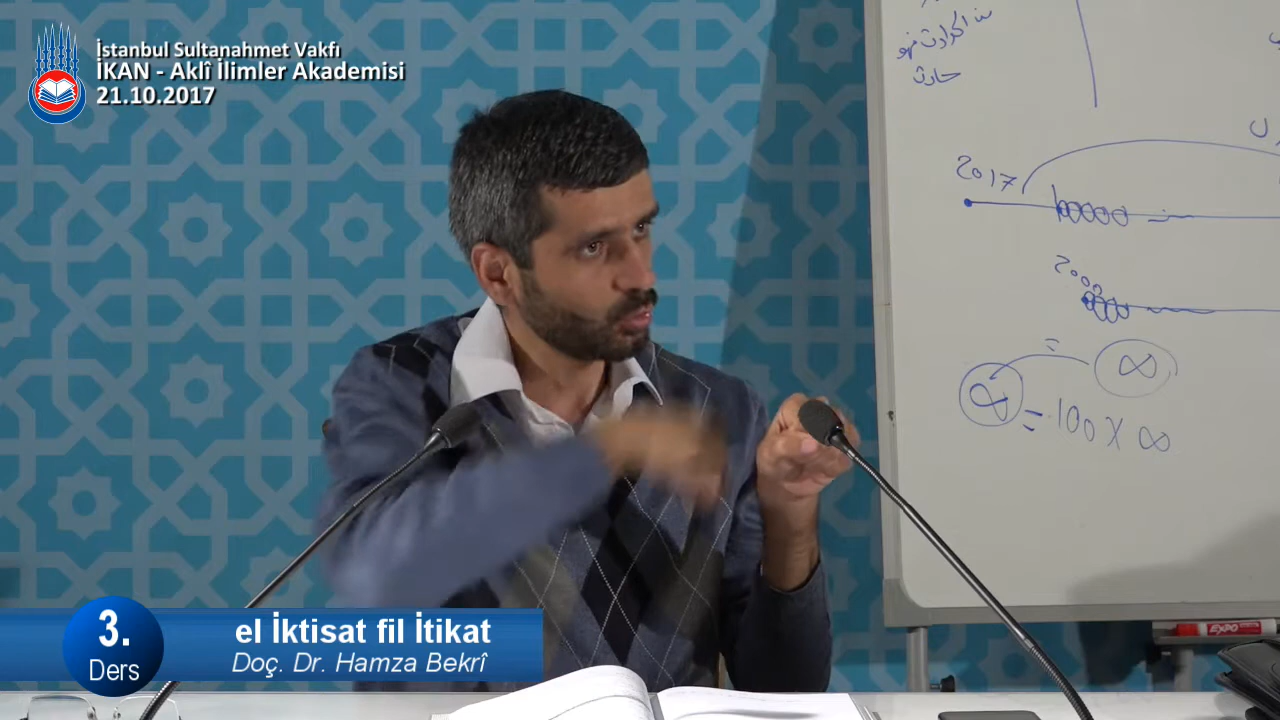 İstanbul Sultanahmet Vakfı
İKAN - Aklî İlimler Akademisi
21.10.2017
حادث
2017
2000
=
∞
∞ = 100 X ∞
3.
Ders
el İktisat fil İtikat
Doç. Dr. Hamza Bekrî
EXPO